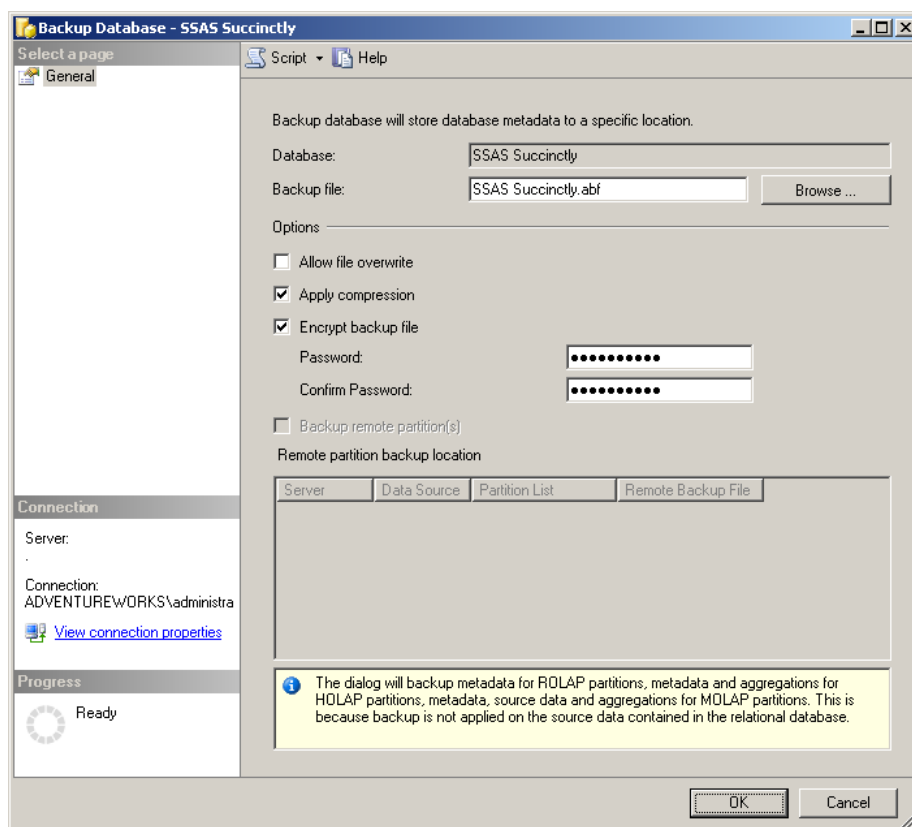 Backup Database - SSAS Succinctly
Select a page
General
Script
Help
Backup database will store database metadata to a specific location.
Database:
SSAS Succinctly
Backup file:
SSAS Succinctly.abf
Browse ...
Options
Allow file overwrite
Apply compression
Encrypt backup file
Password:
Confirm Password:
Backup remote partition(s)
Remote partition backup location
Server
Data Source
Partition List
Remote Backup File
Connection
Server:
.
Connection:
ADVENTUREWORKS\administra
View connection properties
Progress
Ready
The dialog will backup metadata for ROLAP partitions, metadata and aggregations for
HOLAP partitions, metadata, source data and aggregations for MOLAP partitions. This is
because backup is not applied on the source data contained in the relational database.
OK
Cancel